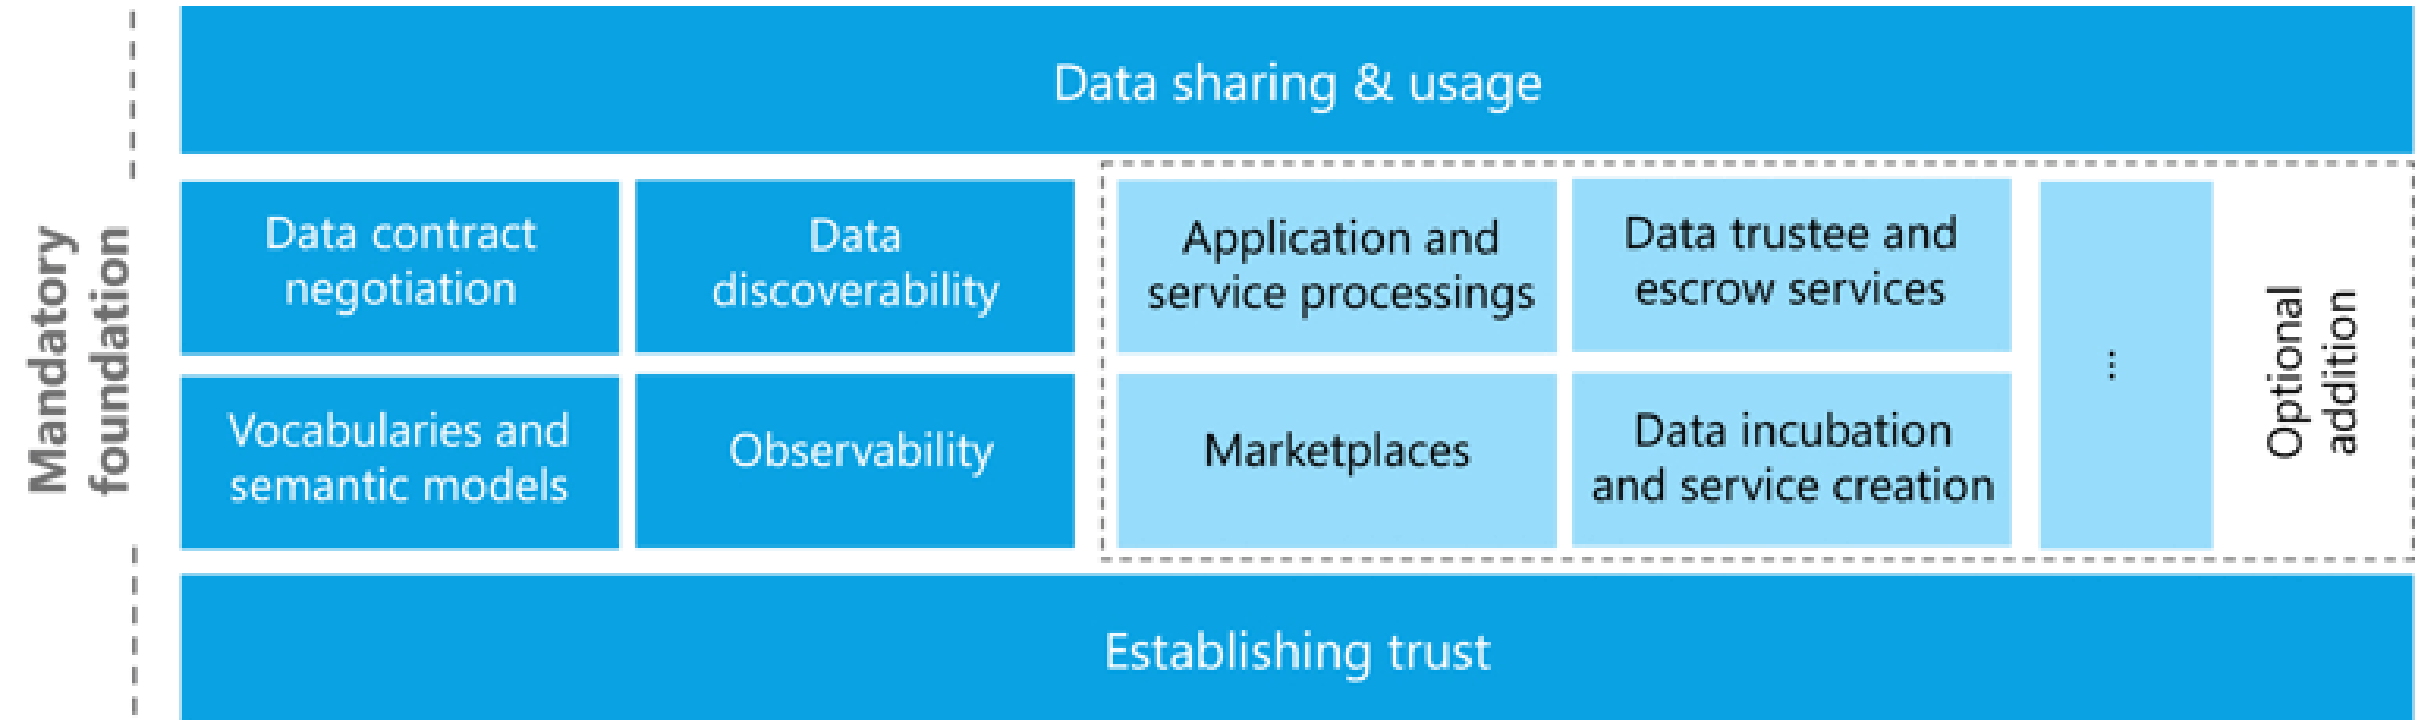 Data sharing & usage
Mandatory
foundation
Data contract
negotiation
Data
discoverability
Application and
service processings
Data trustee and
escrow services
Vocabularies and
semantic models
Observability
Marketplaces
Data incubation
and service creation
...
Optional
addition
Establishing trust